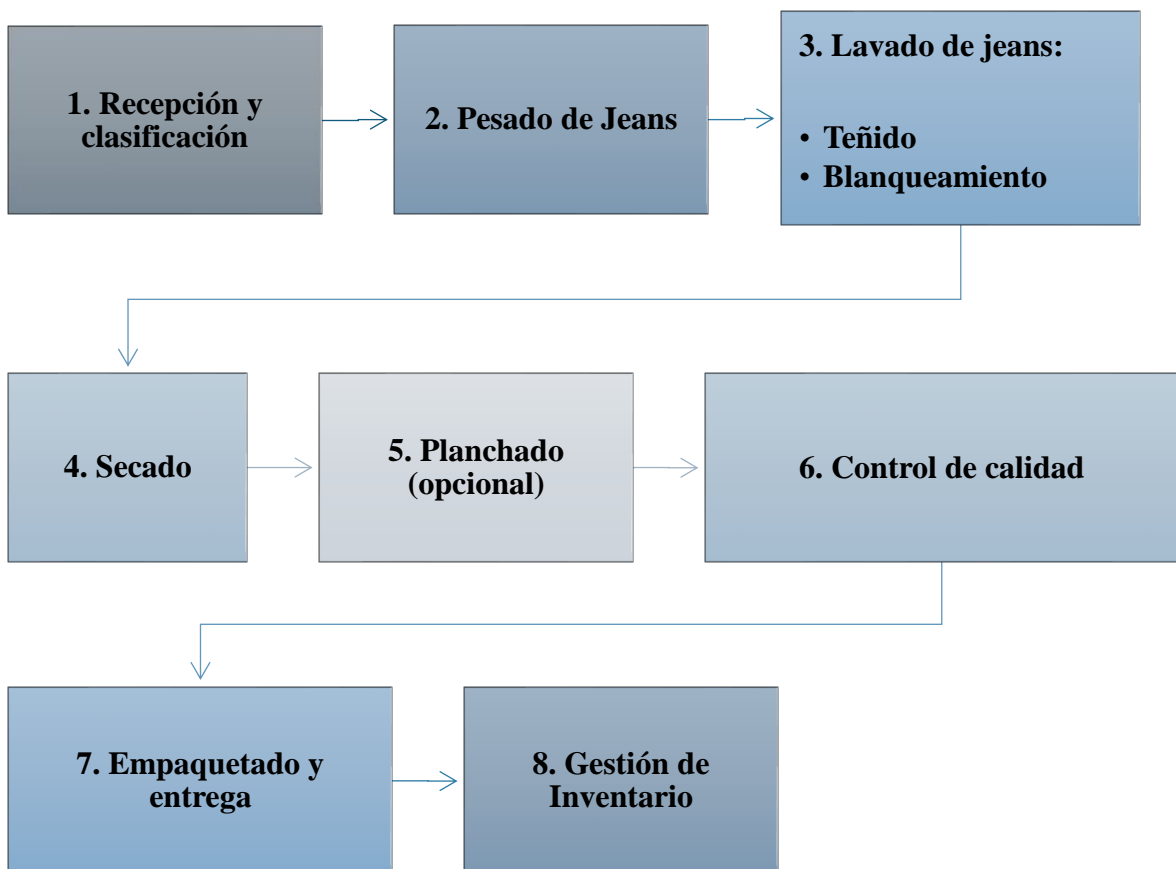 1. Recepción y
clasificación
2. Pesado de Jeans
3. Lavado de jeans:
• Teñido
• Blanqueamiento
4. Secado
5. Planchado
(opcional)
6. Control de calidad
7. Empaquetado y
entrega
8. Gestión de
Inventario